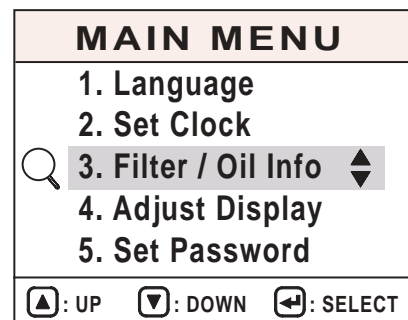 MAIN MENU
1. Language
2. Set Clock
3. Filter / Oil Info
4. Adjust Display
5. Set Password
: UP : DOWN : SELECT